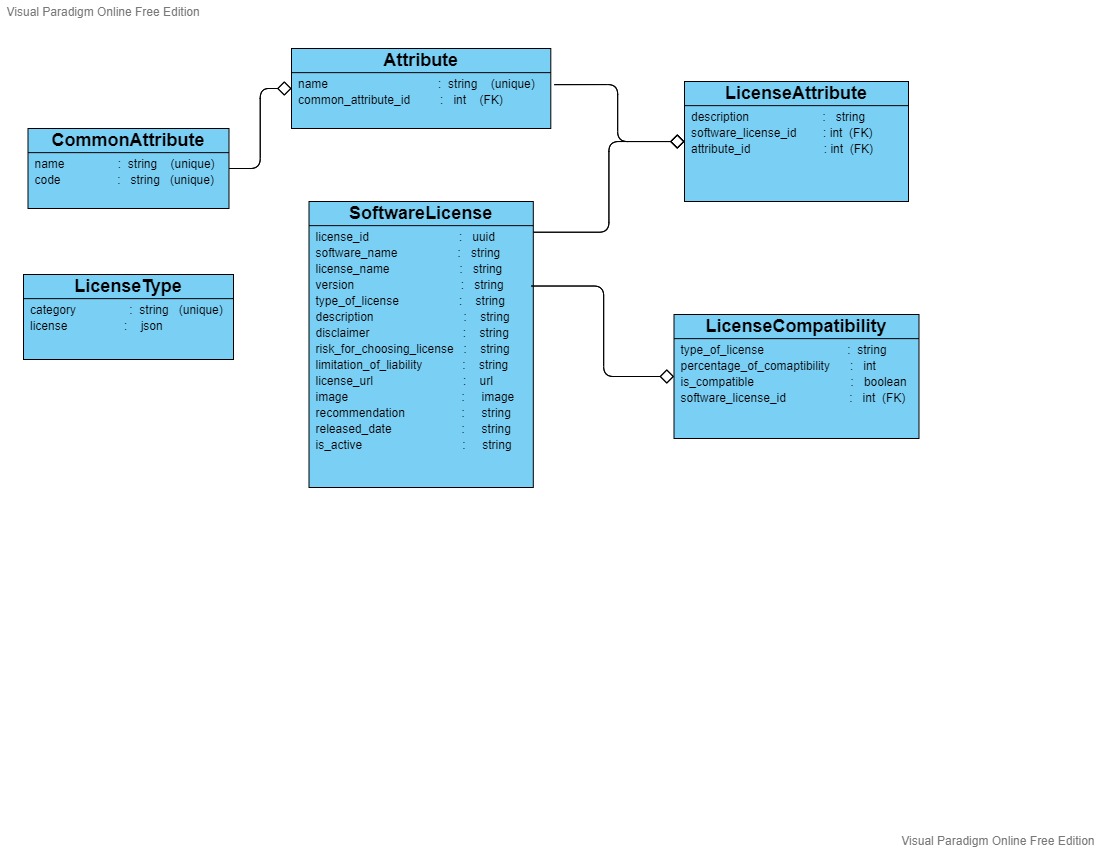 Visual Paradigm Online Free Edition
Attribute
name : string (unique)
common_attribute_id : int (FK)
LicenseAttribute
description : string
software_license_id : int (FK)
attribute_id : int (FK)
CommonAttribute
name : string (unique)
code : string (unique)
SoftwareLicense
license_id : uuid
software_name : string
license_name : string
version : string
type_of_license : string
description : string
disclaimer : string
risk_for_choosing_license : string
limitation_of_liability : string
license_url : url
image : image
recommendation : string
released_date : string
is_active : string
LicenseType
category : string (unique)
license : json
LicenseCompatibility
type_of_license : string
percentage_of_comaptibility : int
is_compatible : boolean
software_license_id : int (FK)
Visual Paradigm Online Free Edition